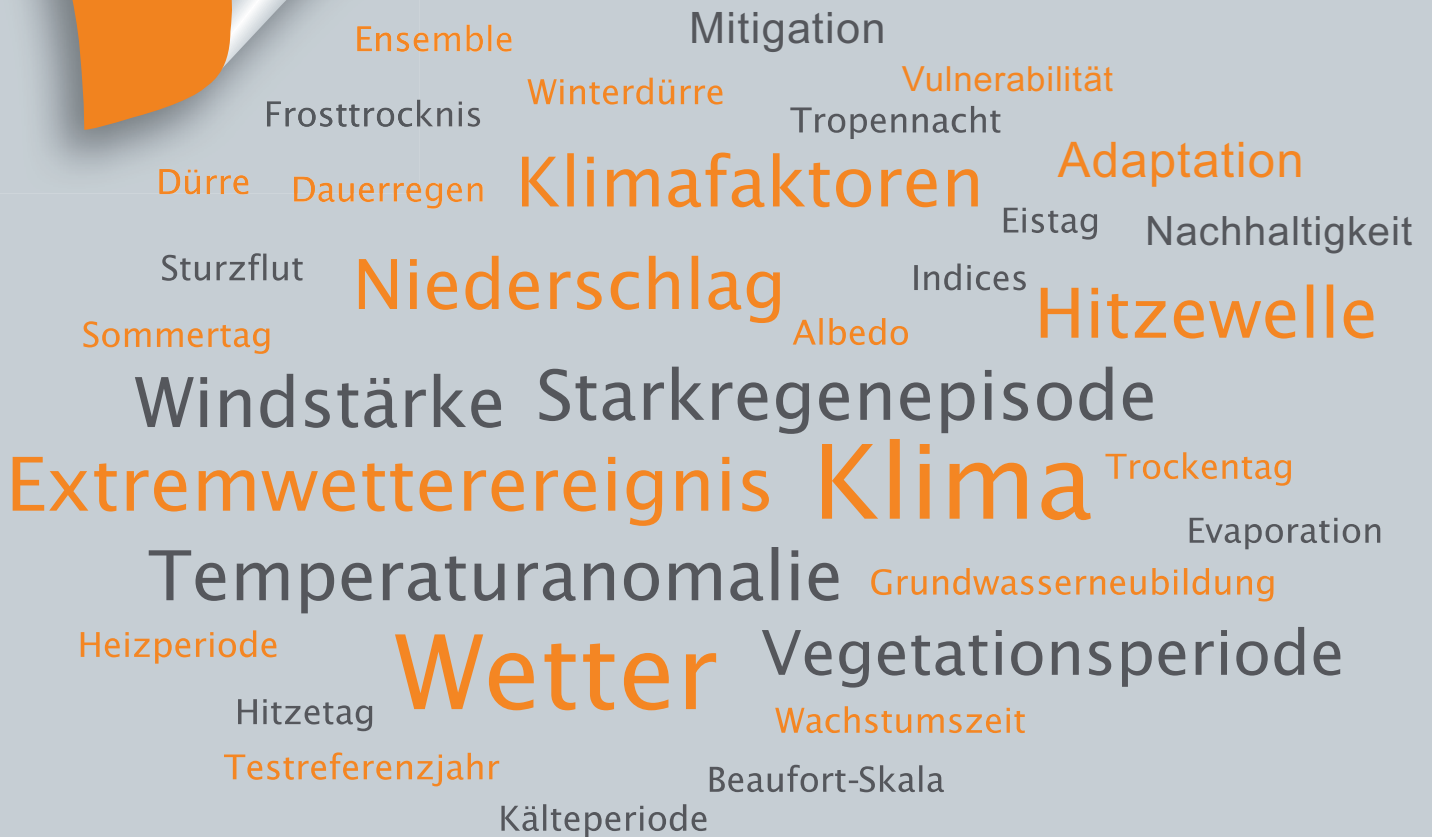 Mitigation
Ensemble
Vulnerabilität
Winterdürre
Frosttrocknis
Tropennacht
Adaptation
Dürre
Dauerregen
Klimafaktoren
Eistag
Nachhaltigkeit
Sturzflut
Niederschlag
Indices
Hitzewelle
Sommertag
Albedo
Windstärke
Starkregenepisode
Extremwetterereignis
Klima
Trockentag
Evaporation
Temperaturanomalie
Grundwasserneubildung
Heizperiode
Wetter
Vegetationsperiode
Hitzetag
Wachstumszeit
Testreferenzjahr
Beaufort-Skala
Kälteperiode